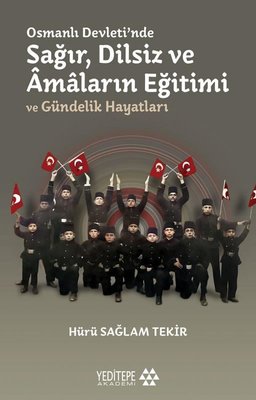 Osmanlı Devleti’nde
Sağır, Dilsiz ve
Âmâların Eğitimi
ve Gündelik Hayatları
Hürü SAĞLAM TEKİR
YEDİTEPE
AKADEMİ